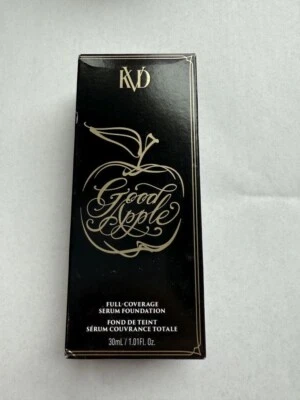 KVD
Good
Apple
FULL-COVERAGE
SERUM FOUNDATION
FOND DE TEINT
SÉRUM COUVRANCE TOTALE
30mL / 1.01Fl. Oz.